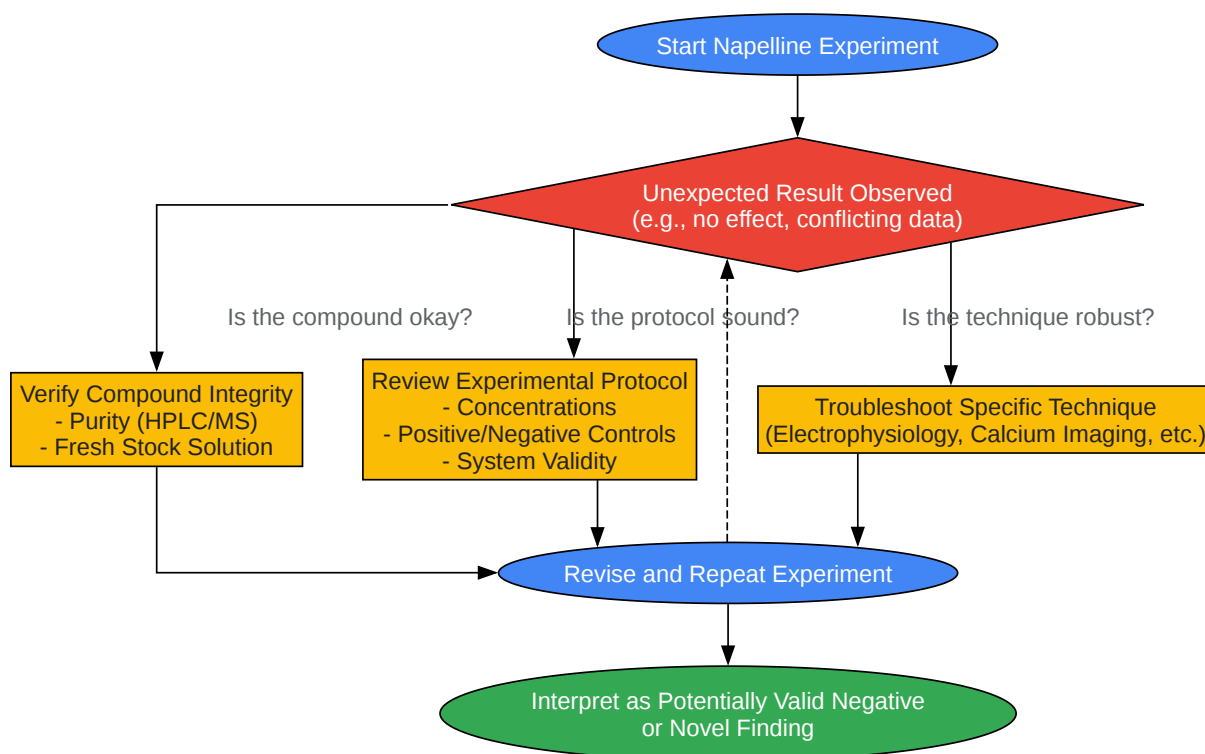 Start Napelline Experiment
Unexpected Result Observed
(e.g., no effect, conflicting data)
Is the compound okay?
Is the protocol sound?
Is the technique robust?
Verify Compound Integrity
- Purity (HPLC/MS)
- Fresh Stock Solution
Review Experimental Protocol
- Concentrations
- Positive/Negative Controls
- System Validity
Troubleshoot Specific Technique
(Electrophysiology, Calcium Imaging, etc.)
Revise and Repeat Experiment
Interpret as Potentially Valid Negative
or Novel Finding